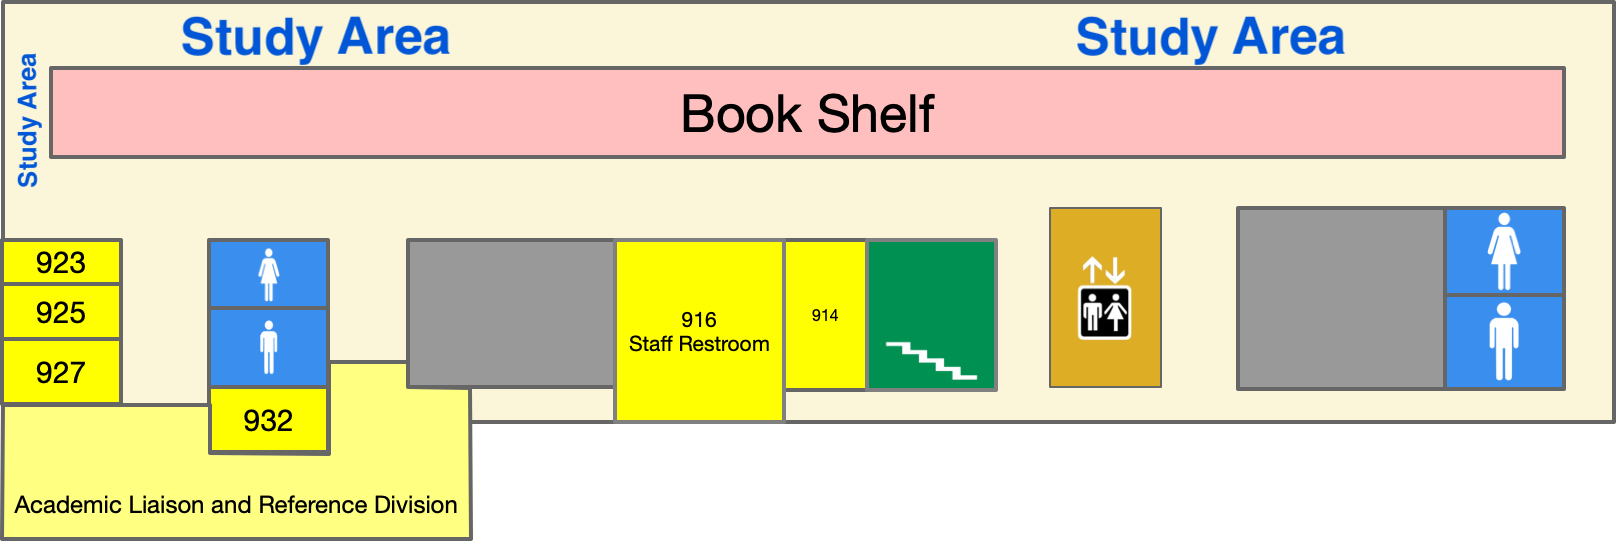 Study Area
Study Area
Study Area
Book Shelf
923
925
927
932
916
Staff Restroom
914
Academic Liaison and Reference Division